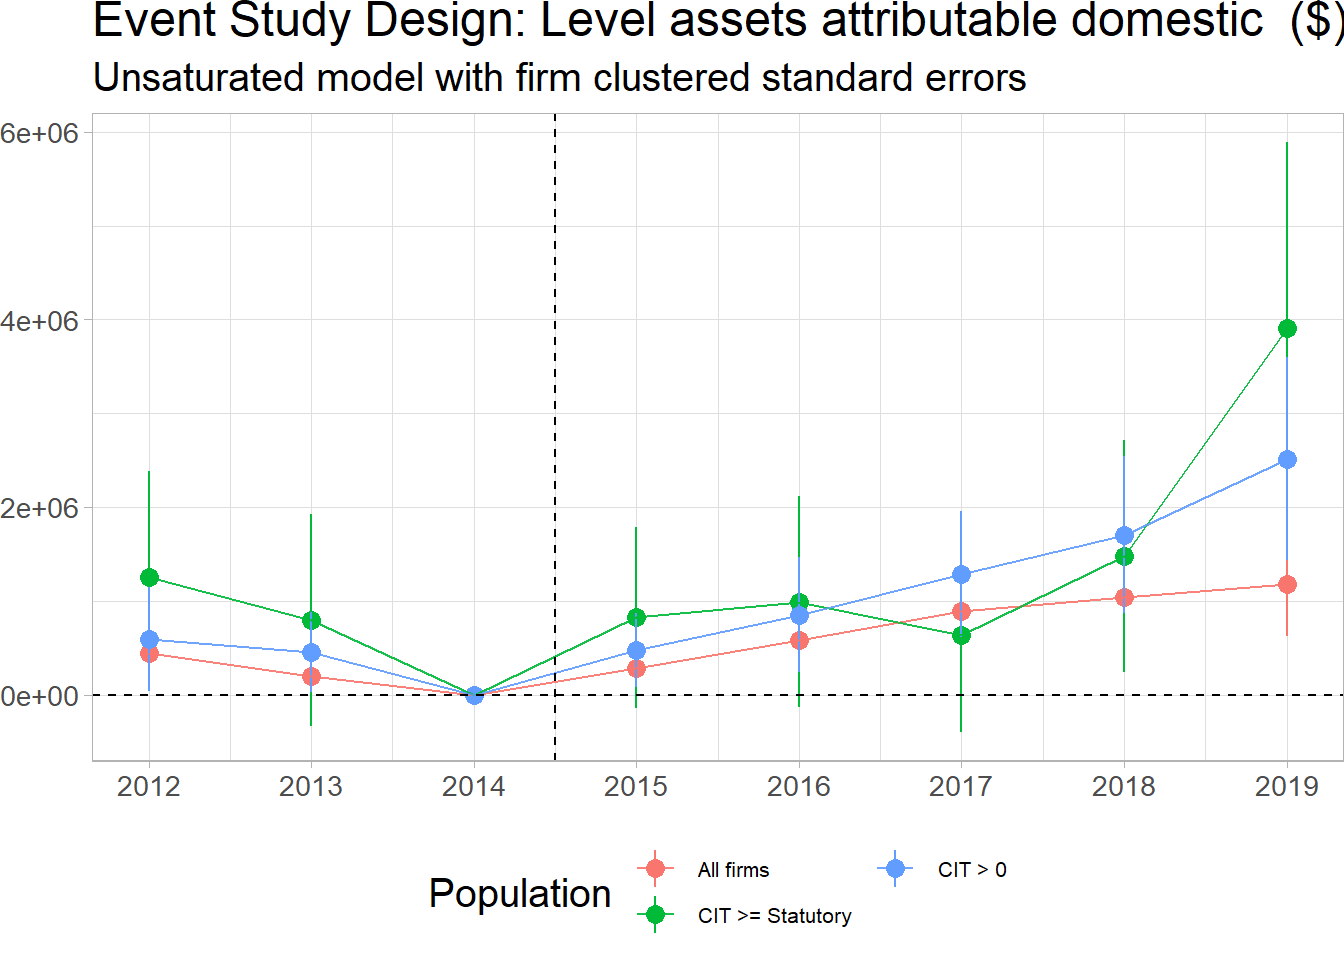 Event Study Design: Level assets attributable domestic ($)
Unsaturated model with firm clustered standard errors
6e+06
4e+06
2e+06
0e+00
2012 2013 2014 2015 2016 2017 2018 2019
Population
All firms
CIT > 0
CIT >= Statutory